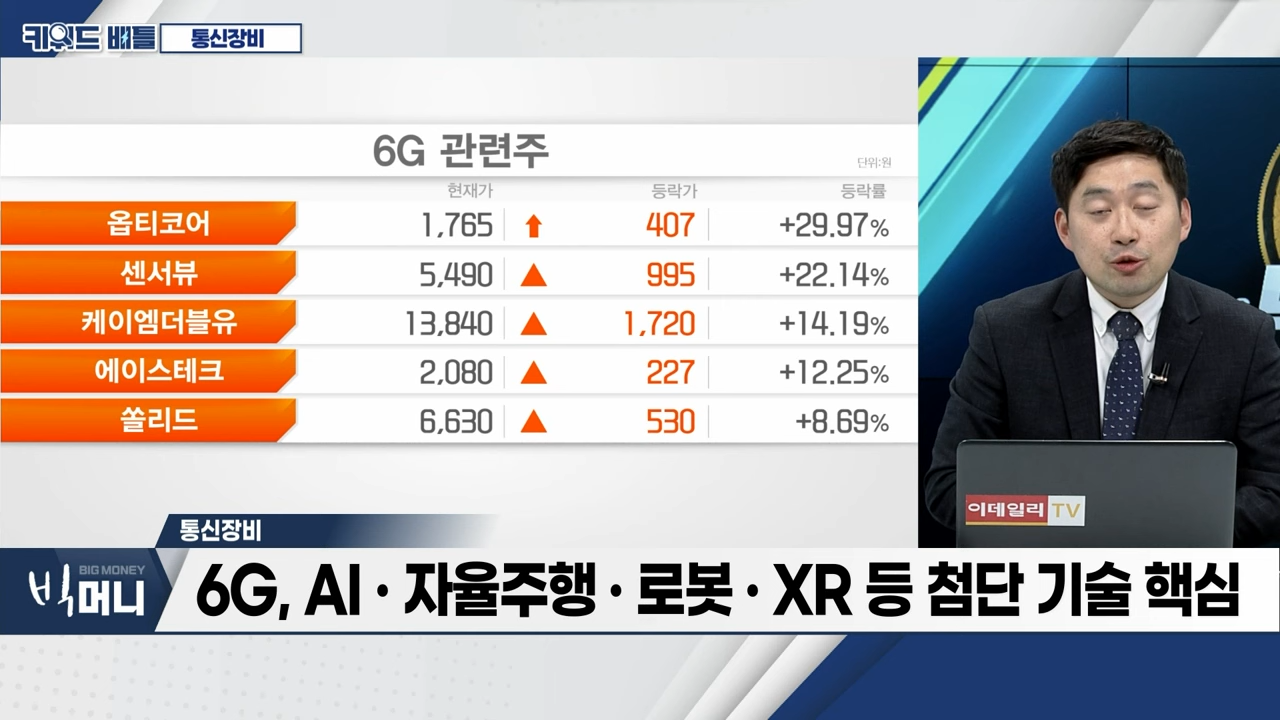 키워드 배틀 통신장비
6G 관련주
단위:원
현재가 등락가 등락률
옵티코어 1,765 407 +29.97%
센서뷰 5,490 ▲ 995 +22.14%
케이엠더블유 13,840 ▲ 1,720 +14.19%
에이스테크 2,080 ▲ 227 +12.25%
쏠리드 6,630 ▲ 530 +8.69%
이데일리TV
통신장비
BIG MONEY
빅머니
6G, AI · 자율주행 · 로봇 · XR 등 첨단 기술 핵심